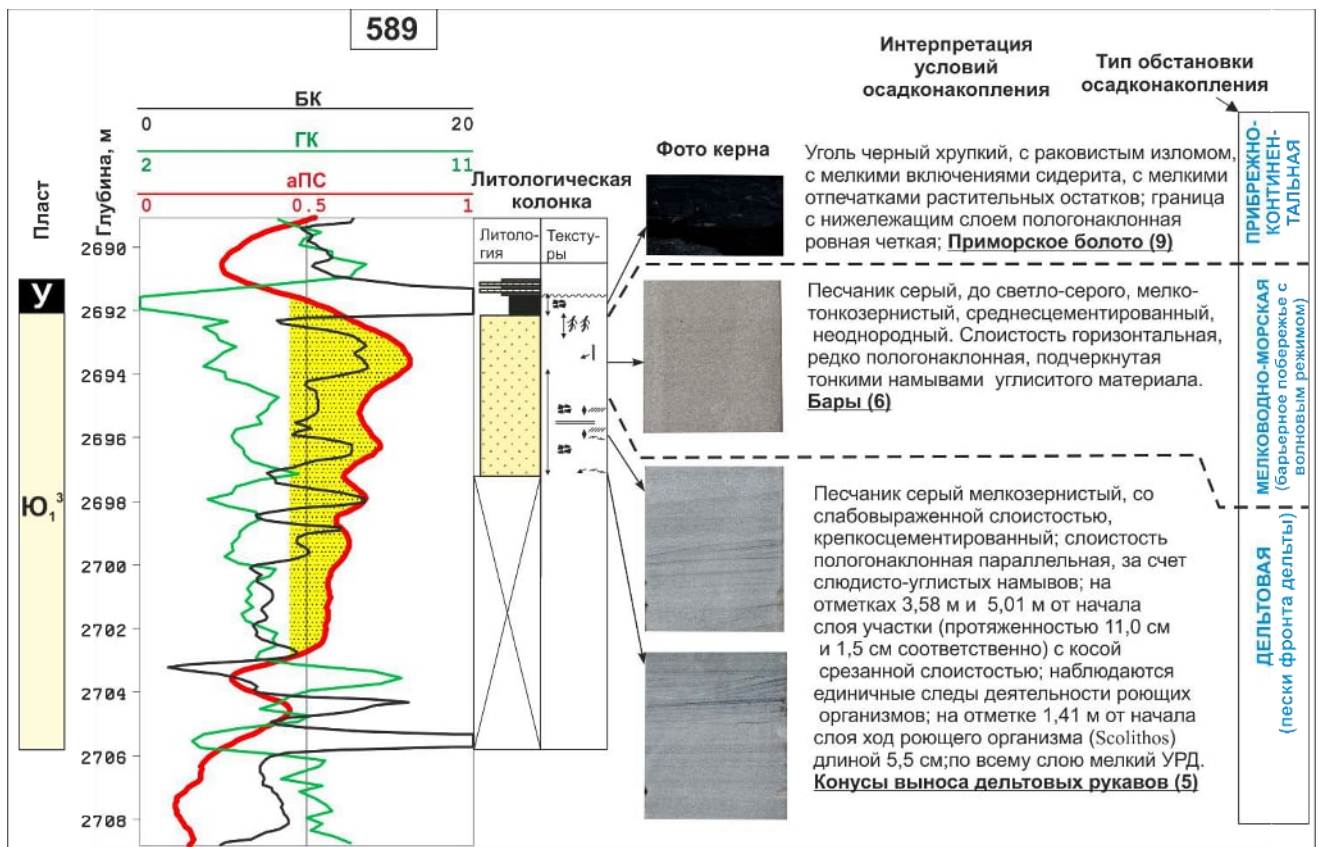 589
Интерпретация
условий
осадконакопления
Тип обстановки
осадконакопления
Пласт
Глубина, м
БК
0 20
ГК
2 11
аПС
0 0.5 1
Литологическая
колонка
Литоло-
гия
Тексту-
ры
Фото керна
2690
2692
2694
2696
2698
2700
2702
2704
2706
2708
У
Ю₁³
Уголь черный хрупкий, с раковистым изломом,
с мелкими включениями сидерита, с мелкими
отпечатками растительных остатков; граница
с нижележащим слоем пологонаклонная
ровная четкая; Приморское болото (9)
Песчаник серый, до светло-серого, мелко-
тонкозернистый, среднесцементированный,
неоднородный. Слоистость горизонтальная,
редко пологонаклонная, подчеркнутая
тонкими намывами углиситого материала.
Бары (6)
Песчаник серый мелкозернистый, со
слабовыраженной слоистостью,
крепкосцементированный; слоистость
пологонаклонная параллельная, за счет
слюдисто-углистых намывов; на
отметках 3,58 м и 5,01 м от начала
слоя участки (протяженностью 11,0 см
и 1,5 см соответственно) с косой
срезанной слоистостью; наблюдаются
единичные следы деятельности роющих
организмов; на отметке 1,41 м от начала
слоя ход роющего организма (Scolithos)
длиной 5,5 см;по всему слою мелкий УРД.
Конусы выноса дельтовых рукавов (5)
ПРИБРЕЖНО-
КОНТИНЕН-
ТАЛЬНАЯ
МЕЛКОВОДНО-МОРСКАЯ
(барьерное побережье с
волновым режимом)
ДЕЛЬТОВАЯ
(пески фронта дельты)